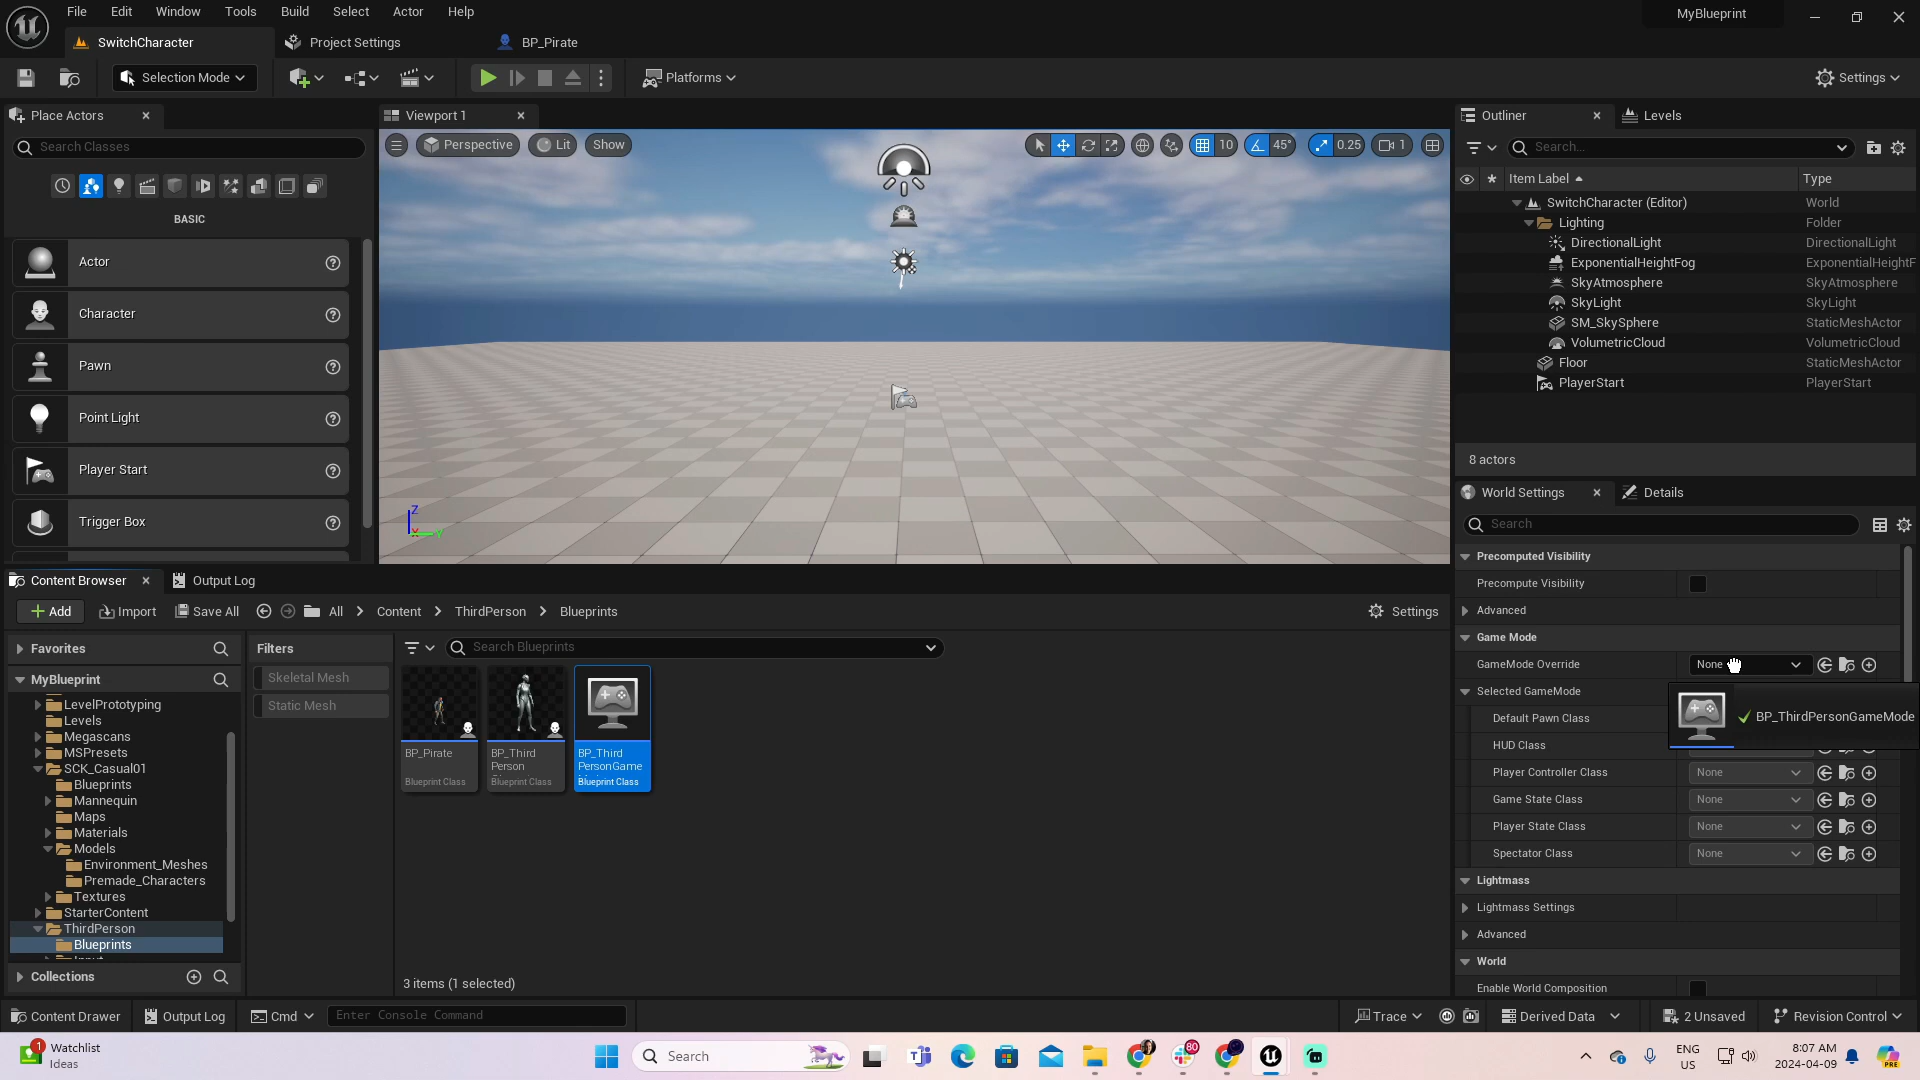 File Edit Window Tools Build Select Actor Help
MyBlueprint
SwitchCharacter
Project Settings
BP_Pirate
Selection Mode
Platforms
Settings
Place Actors
Search Classes
BASIC
Actor
Character
Pawn
Point Light
Player Start
Trigger Box
Viewport 1
Perspective
Lit
Show
10
45°
0.25
1
Z
X
Y
Outliner
Levels
Search...
Item Label
Type
SwitchCharacter (Editor) World
Lighting Folder
DirectionalLight DirectionalLight
ExponentialHeightFog ExponentialHeightF
SkyAtmosphere SkyAtmosphere
SkyLight SkyLight
SM_SkySphere StaticMeshActor
VolumetricCloud VolumetricCloud
Floor StaticMeshActor
PlayerStart PlayerStart
8 actors
World Settings
Details
Search
Precomputed Visibility
Precompute Visibility
Advanced
Game Mode
GameMode Override None
Selected GameMode
BP_ThirdPersonGameMode
Default Pawn Class
HUD Class
Player Controller Class None
Game State Class None
Player State Class None
Spectator Class None
Lightmass
Lightmass Settings
Advanced
World
Enable World Composition
Content Browser
Output Log
Add
Import
Save All
All
Content
ThirdPerson
Blueprints
Settings
Favorites
MyBlueprint
LevelPrototyping
Levels
Megascans
MSPresets
SCK_Casual01
Blueprints
Mannequin
Maps
Materials
Models
Environment_Meshes
Premade_Characters
Textures
StarterContent
ThirdPerson
Blueprints
Collections
Filters
Skeletal Mesh
Static Mesh
Search Blueprints
BP_Pirate
Blueprint Class
BP_Third
Person
Blueprint Class
BP_Third
PersonGame
Blueprint Class
3 items (1 selected)
Content Drawer
Output Log
Cmd
Enter Console Command
Trace
Derived Data
2 Unsaved
Revision Control
1
Watchlist
Ideas
Search
80
ENG
US
8:07 AM
2024-04-09
PRE